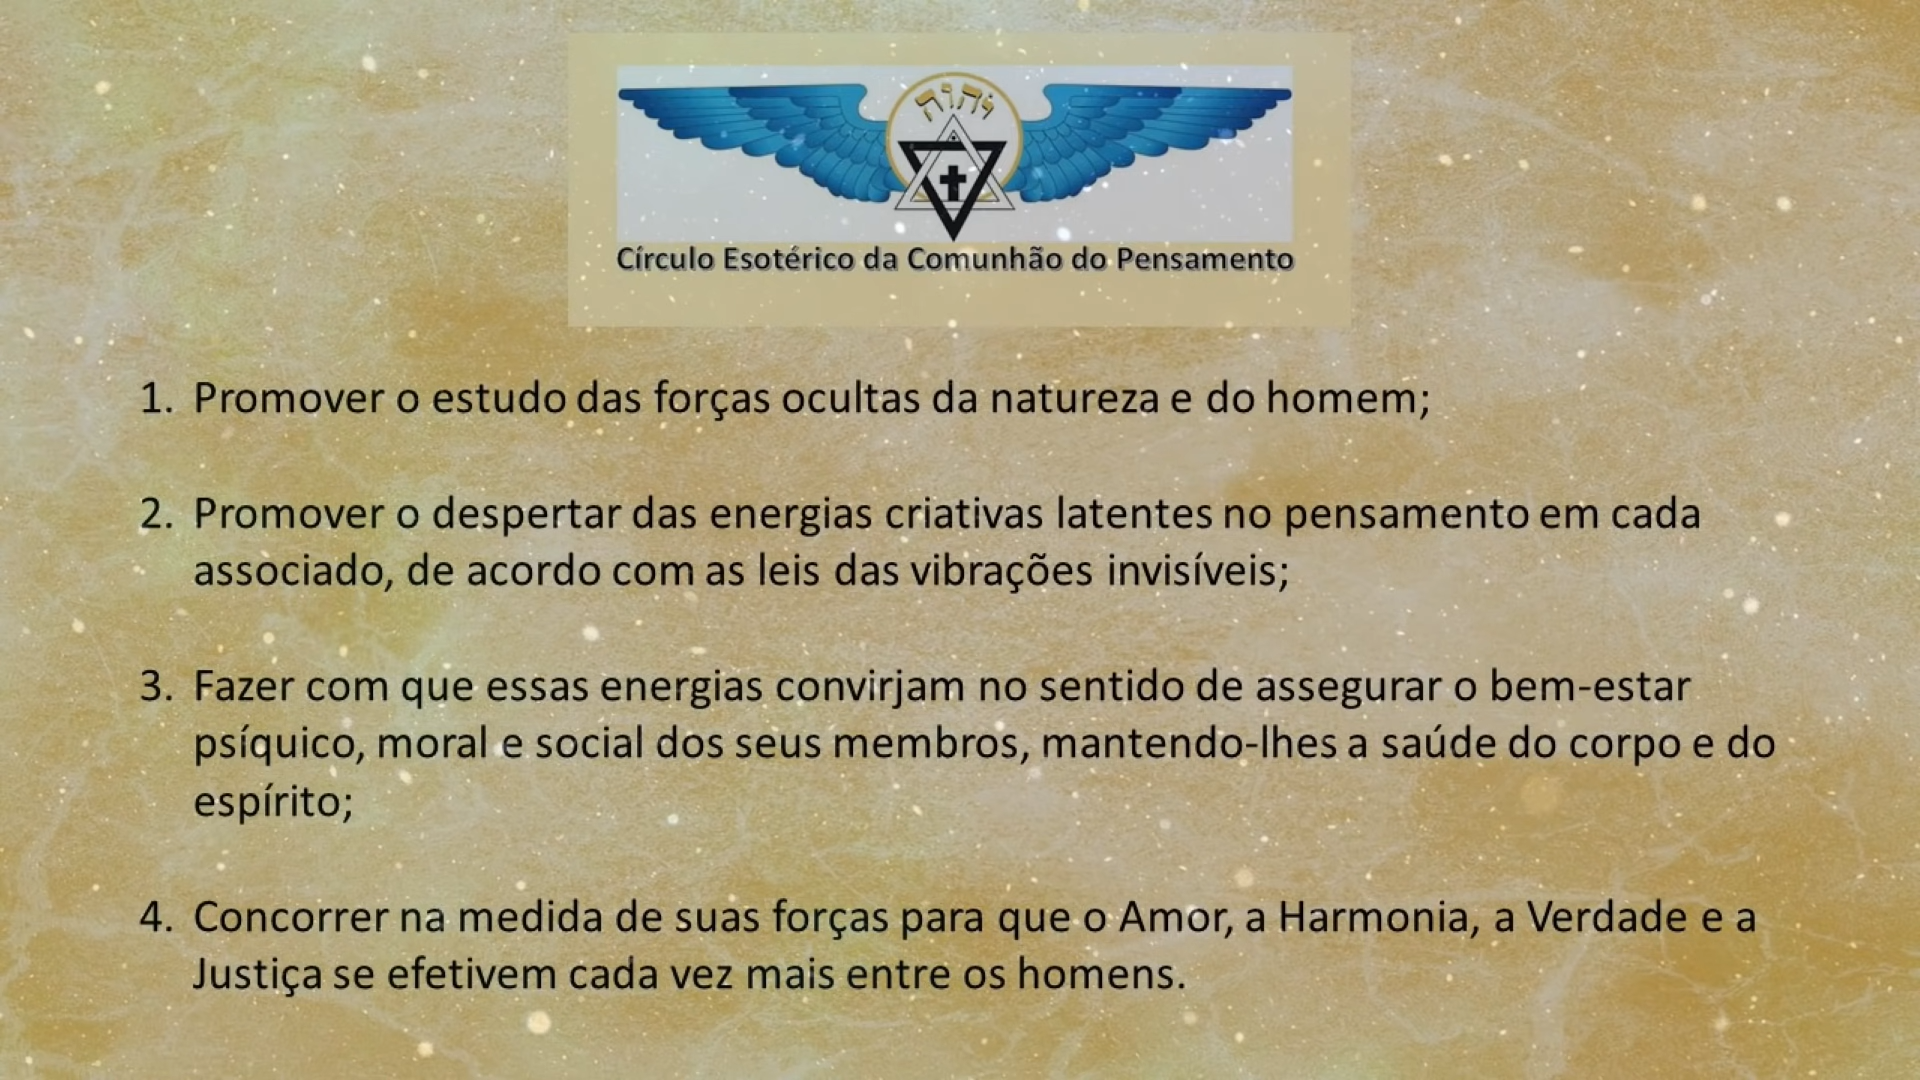 יהוה
Círculo Esotérico da Comunhão do Pensamento
1. Promover o estudo das forças ocultas da natureza e do homem;
2. Promover o despertar das energias criativas latentes no pensamento em cada
associado, de acordo com as leis das vibrações invisíveis;
3. Fazer com que essas energias convirjam no sentido de assegurar o bem-estar
psíquico, moral e social dos seus membros, mantendo-lhes a saúde do corpo e do
espírito;
4. Concorrer na medida de suas forças para que o Amor, a Harmonia, a Verdade e a
Justiça se efetivem cada vez mais entre os homens.